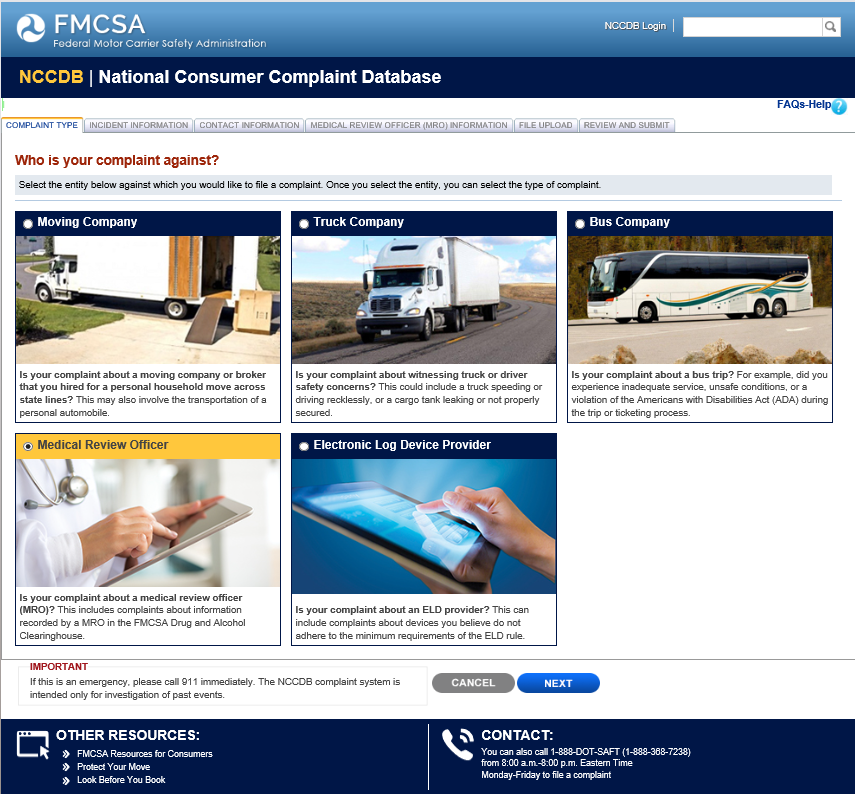 FMCSA
Federal Motor Carrier Safety Administration
NCCDB Login
NCCDB | National Consumer Complaint Database
FAQs-Help ?
COMPLAINT TYPE INCIDENT INFORMATION CONTACT INFORMATION MEDICAL REVIEW OFFICER (MRO) INFORMATION FILE UPLOAD REVIEW AND SUBMIT
Who is your complaint against?
Select the entity below against which you would like to file a complaint. Once you select the entity, you can select the type of complaint.
Moving Company
Is your complaint about a moving company or broker
that you hired for a personal household move across
state lines? This may also involve the transportation of a
personal automobile.
Truck Company
Is your complaint about witnessing truck or driver
safety concerns? This could include a truck speeding or
driving recklessly, or a cargo tank leaking or not properly
secured.
Bus Company
Is your complaint about a bus trip? For example, did you
experience inadequate service, unsafe conditions, or a
violation of the Americans with Disabilities Act (ADA) during
the trip or ticketing process.
Medical Review Officer
Is your complaint about a medical review officer
(MRO)? This includes complaints about information
recorded by a MRO in the FMCSA Drug and Alcohol
Clearinghouse.
Electronic Log Device Provider
Is your complaint about an ELD provider? This can
include complaints about devices you believe do not
adhere to the minimum requirements of the ELD rule.
IMPORTANT
If this is an emergency, please call 911 immediately. The NCCDB complaint system is
intended only for investigation of past events.
CANCEL NEXT
OTHER RESOURCES:
FMCSA Resources for Consumers
Protect Your Move
Look Before You Book
CONTACT:
You can also call 1-888-DOT-SAFT (1-888-368-7238)
from 8:00 a.m.-8:00 p.m. Eastern Time
Monday-Friday to file a complaint